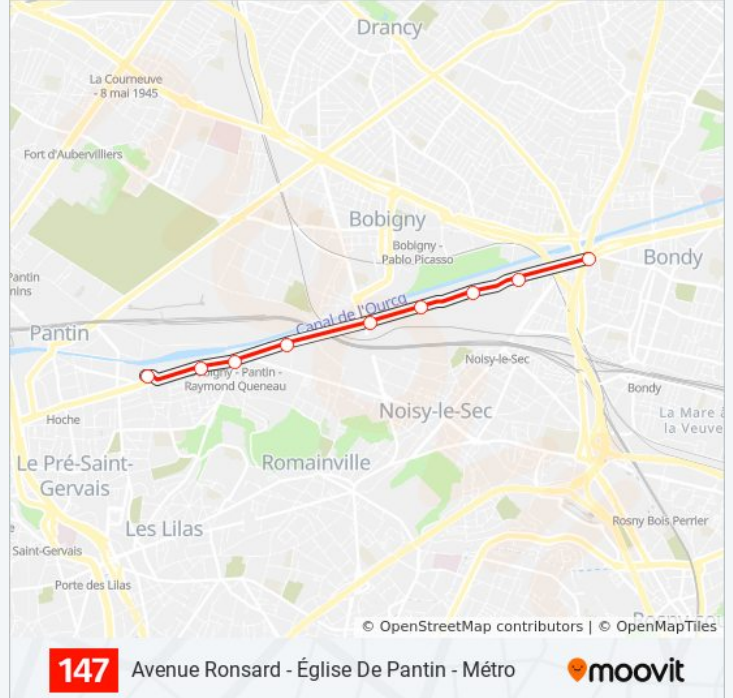 Drancy
La Courneuve
- 8 mai 1945
Fort d'Aubervilliers
Bobigny
Bobigny -
Pablo Picasso
Bondy
Canal de l'Ourcq
Pantin
Noisy-le-Sec
Pantin -
Raymond Queneau
Bondy
Hoche
Noisy-le-Sec
La Mare
la Veuve
Le Pré-Saint-
Gervais
Romainville
Les Lilas
Rosny Bois Perrier
Saint-Gervais
Porte des Lilas
© OpenStreetMap contributors | © OpenMapTiles
147 Avenue Ronsard - Église De Pantin - Métro moovit